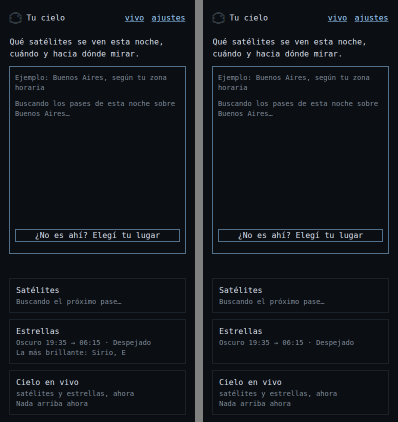 Tu cielo
vivo ajustes
Qué satélites se ven esta noche,
cuándo y hacia dónde mirar.
Ejemplo: Buenos Aires, según tu zona
horaria
Buscando los pases de esta noche sobre
Buenos Aires…
¿No es ahí? Elegí tu lugar
Satélites
Buscando el próximo pase…
Estrellas
Oscuro 19:35 → 06:15 · Despejado
La más brillante: Sirio, E
Cielo en vivo
satélites y estrellas, ahora
Nada arriba ahora
Tu cielo
vivo ajustes
Qué satélites se ven esta noche,
cuándo y hacia dónde mirar.
Ejemplo: Buenos Aires, según tu zona
horaria
Buscando los pases de esta noche sobre
Buenos Aires…
¿No es ahí? Elegí tu lugar
Satélites
Buscando el próximo pase…
Estrellas
Oscuro 19:35 → 06:15 · Despejado
Cielo en vivo
satélites y estrellas, ahora
Nada arriba ahora